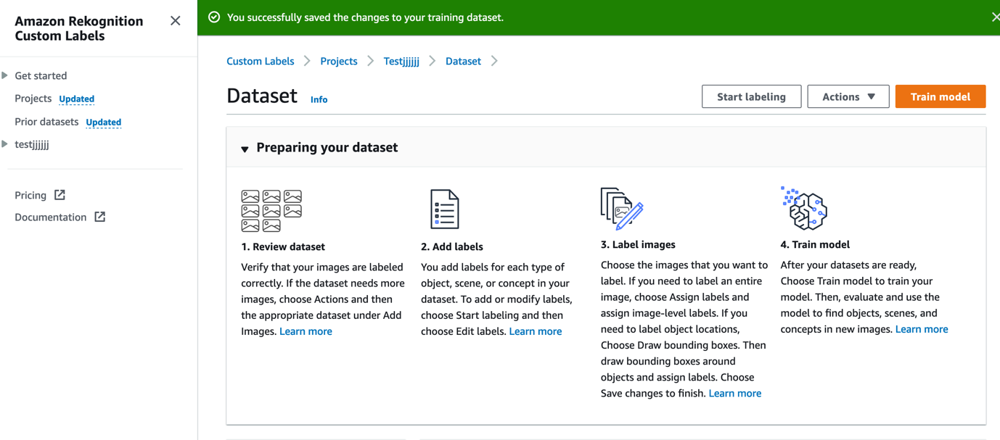 Amazon Rekognition
Custom Labels
You successfully saved the changes to your training dataset.
Get started
Projects Updated
Prior datasets Updated
testjjjjjj
Pricing
Documentation
Custom Labels Projects Testjjjjjj Dataset
Dataset Info
Start labeling Actions Train model
Preparing your dataset
1. Review dataset
Verify that your images are labeled
correctly. If the dataset needs more
images, choose Actions and then
the appropriate dataset under Add
Images. Learn more
2. Add labels
You add labels for each type of
object, scene, or concept in your
dataset. To add or modify labels,
choose Start labeling and then
choose Edit labels. Learn more
3. Label images
Choose the images that you want to
label. If you need to label an entire
image, choose Assign labels and
assign image-level labels. If you
need to label object locations,
Choose Draw bounding boxes. Then
draw bounding boxes around
objects and assign labels. Choose
Save changes to finish. Learn more
4. Train model
After your datasets are ready,
Choose Train model to train your
model. Then, evaluate and use the
model to find objects, scenes, and
concepts in new images. Learn more